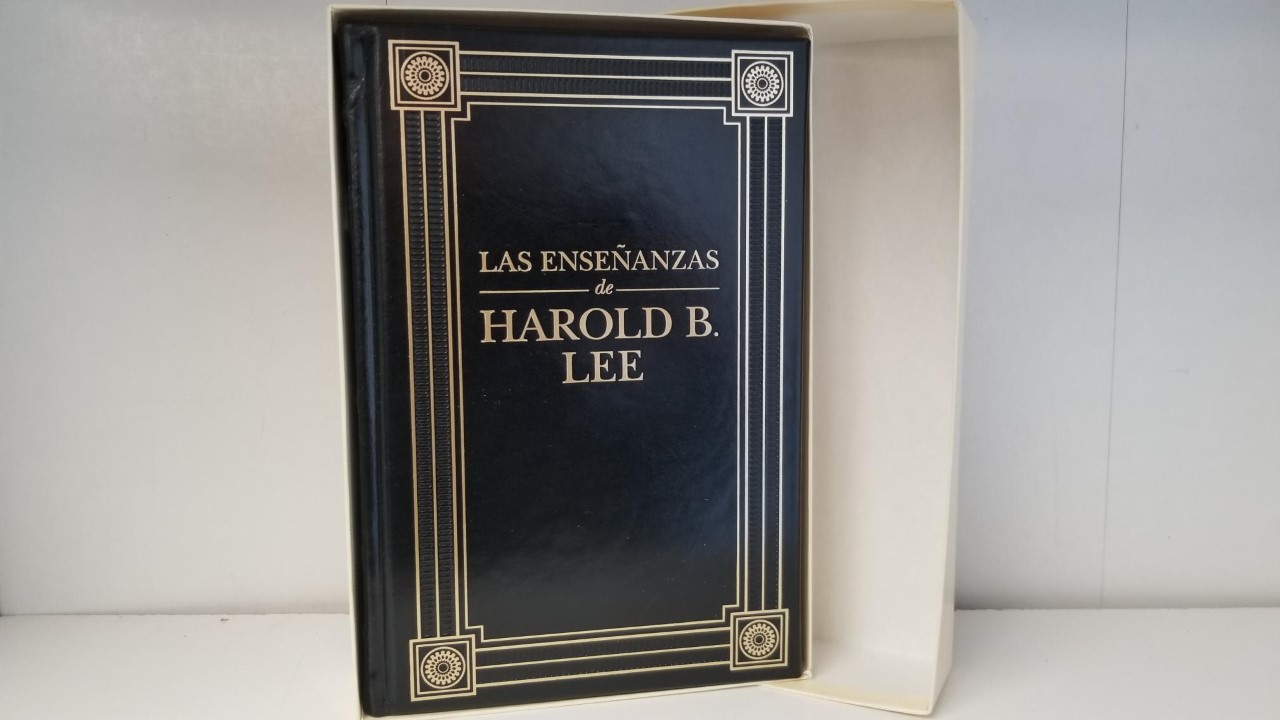 LAS ENSEÑANZAS
de
HAROLD B.
LEE